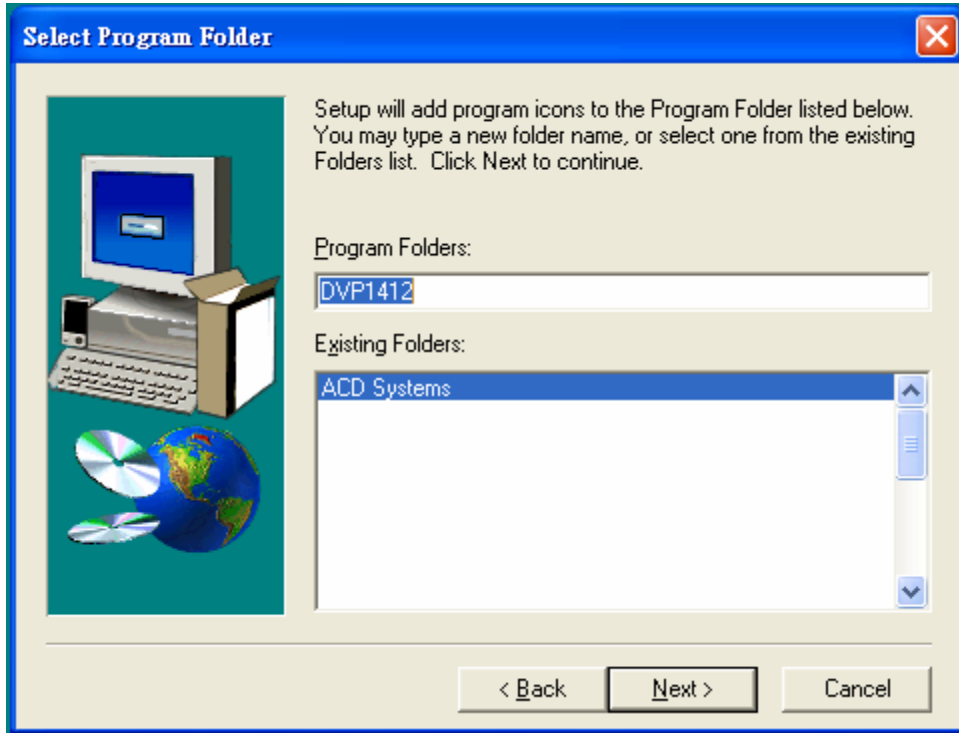 Select Program Folder
Setup will add program icons to the Program Folder listed below.
You may type a new folder name, or select one from the existing
Folders list.  Click Next to continue.
Program Folders:
DVP1412
Existing Folders:
ACD Systems
< Back
Next >
Cancel